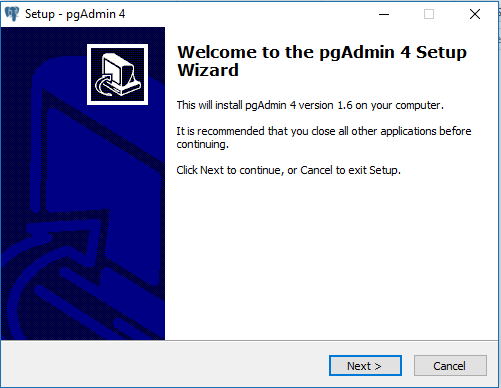 Setup - pgAdmin 4
Welcome to the pgAdmin 4 Setup
Wizard
This will install pgAdmin 4 version 1.6 on your computer.
It is recommended that you close all other applications before
continuing.
Click Next to continue, or Cancel to exit Setup.
Next >
Cancel